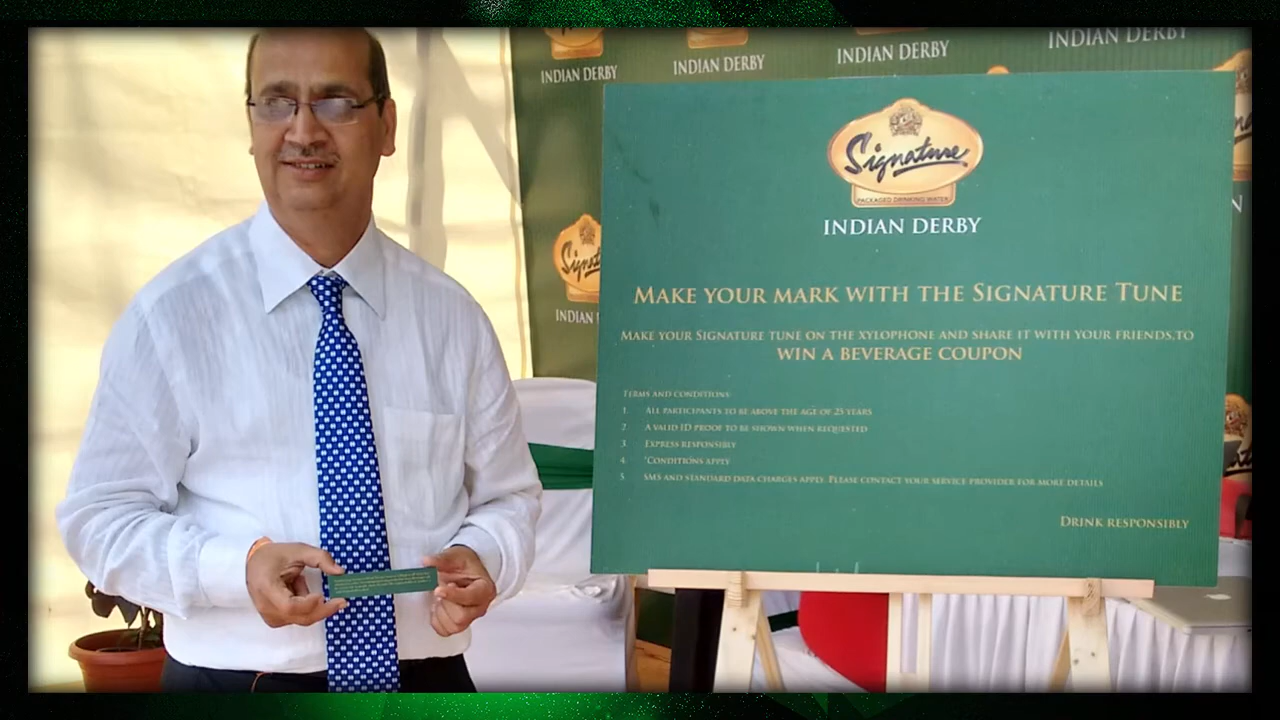 INDIAN DERBY
INDIAN DERBY
INDIAN DERBY
INDIAN DERBY
Signature
PACKAGED DRINKING WATER
INDIAN DERBY
MAKE YOUR MARK WITH THE SIGNATURE TUNE
MAKE YOUR SIGNATURE TUNE ON THE XYLOPHONE AND SHARE IT WITH YOUR FRIENDS,TO
WIN A BEVERAGE COUPON
TERMS AND CONDITIONS
1. ALL PARTICIPANTS TO BE ABOVE THE AGE OF 25 YEARS
2. A VALID ID PROOF TO BE SHOWN WHEN REQUESTED
3. EXPRESS RESPONSIBLY
4. *CONDITIONS APPLY
5. SMS AND STANDARD DATA CHARGES APPLY. PLEASE CONTACT YOUR SERVICE PROVIDER FOR MORE DETAILS
DRINK RESPONSIBLY